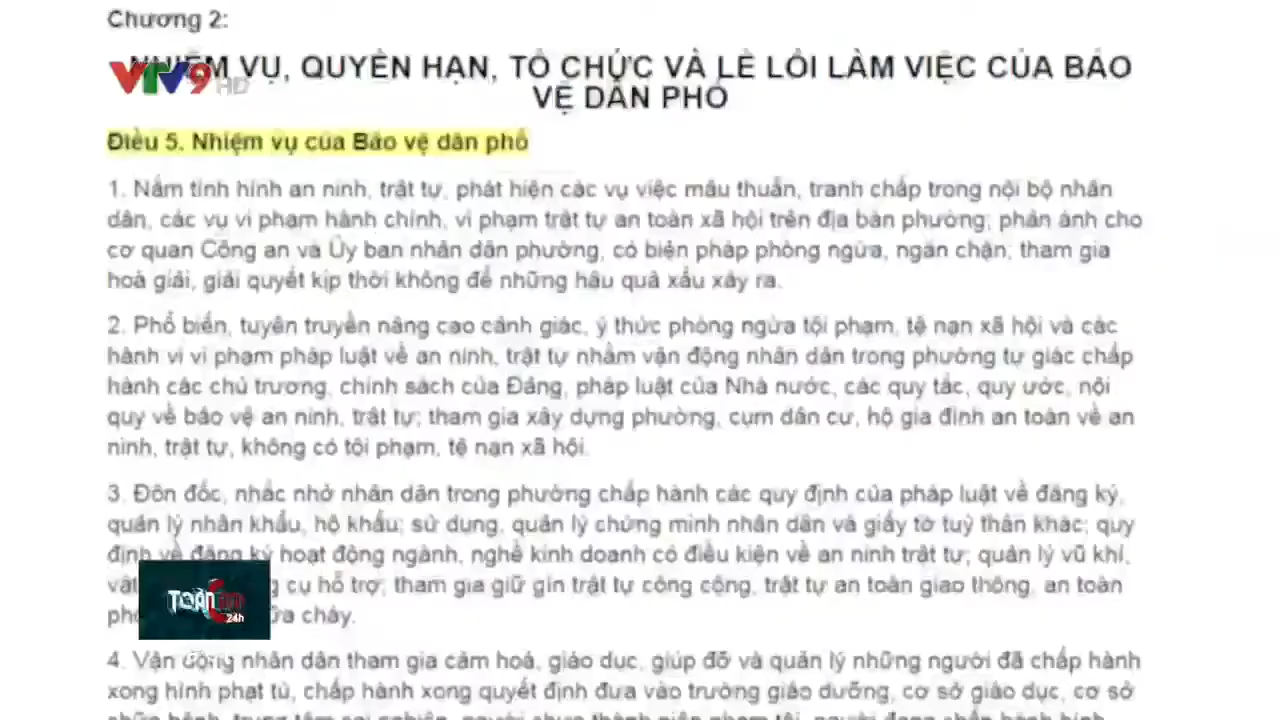 Chương 2:
VTV9 HD
NHIỆM VỤ, QUYỀN HẠN, TỔ CHỨC VÀ LỀ LỐI LÀM VIỆC CỦA BẢO
VỆ DÂN PHỐ
Điều 5. Nhiệm vụ của Bảo vệ dân phố
1. Nắm tình hình an ninh, trật tự, phát hiện các vụ việc mâu thuẫn, tranh chấp trong nội bộ nhân
dân, các vụ vi phạm hành chính, vi phạm trật tự an toàn xã hội trên địa bàn phường; phản ánh cho
cơ quan Công an và Ủy ban nhân dân phường, có biện pháp phòng ngừa, ngăn chặn; tham gia
hoà giải, giải quyết kịp thời không để những hậu quả xấu xảy ra.
2. Phổ biến, tuyên truyền nâng cao cảnh giác, ý thức phòng ngừa tội phạm, tệ nạn xã hội và các
hành vi vi phạm pháp luật về an ninh, trật tự nhằm vận động nhân dân trong phường tự giác chấp
hành các chủ trương, chính sách của Đảng, pháp luật của Nhà nước, các quy tắc, quy ước, nội
quy về bảo vệ an ninh, trật tự; tham gia xây dựng phường, cụm dân cư, hộ gia đình an toàn về an
ninh, trật tự, không có tội phạm, tệ nạn xã hội.
3. Đôn đốc, nhắc nhở nhân dân trong phường chấp hành các quy định của pháp luật về đăng ký,
quản lý nhân khẩu, hộ khẩu; sử dụng, quản lý chứng minh nhân dân và giấy tờ tuỳ thân khác; quy
định về đăng ký hoạt động ngành, nghề kinh doanh có điều kiện về an ninh trật tự; quản lý vũ khí,
cụ hỗ trợ; tham gia giữ gìn trật tự công cộng, trật tự an toàn giao thông, an toàn
cháy.
TOÀN
24h
4. Vận động nhân dân tham gia cảm hoá, giáo dục, giúp đỡ và quản lý những người đã chấp hành
xong hình phạt tù, chấp hành xong quyết định đưa vào trường giáo dưỡng, cơ sở giáo dục, cơ sở